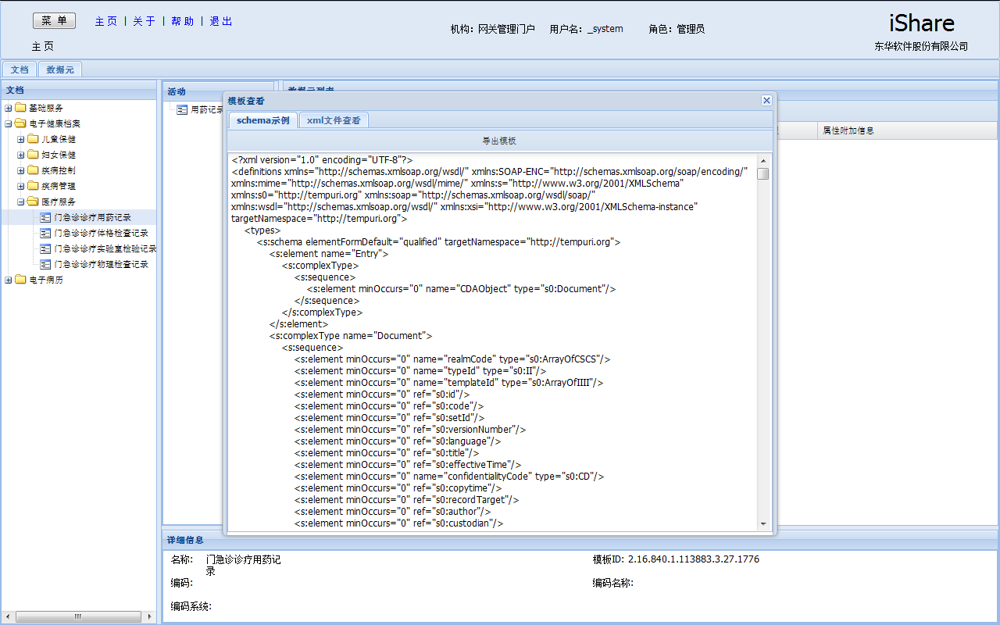 菜 单
主 页 | 关 于 | 帮 助 | 退 出
机构: 网关管理门户 用户名: _system 角色: 管理员
iShare
主 页
东华软件股份有限公司
文档 数据元
文档
基础服务
电子健康档案
儿童保健
妇女保健
疾病控制
疾病管理
医疗服务
门急诊诊疗用药记录
门急诊诊疗体格检查记录
门急诊诊疗实验室检验记录
门急诊诊疗物理检查记录
电子病历
活动
用药记录
数据元列表
属性附加信息
模板查看
schema示例 xml文件查看
导出模板
<?xml version="1.0" encoding="UTF-8"?>
<definitions xmlns="http://schemas.xmlsoap.org/wsdl/" xmlns:SOAP-ENC="http://schemas.xmlsoap.org/soap/encoding/"
xmlns:mime="http://schemas.xmlsoap.org/wsdl/mime/" xmlns:s="http://www.w3.org/2001/XMLSchema"
xmlns:s0="http://tempuri.org" xmlns:soap="http://schemas.xmlsoap.org/wsdl/soap/"
xmlns:wsdl="http://schemas.xmlsoap.org/wsdl/" xmlns:xsi="http://www.w3.org/2001/XMLSchema-instance"
targetNamespace="http://tempuri.org">
<types>
<s:schema elementFormDefault="qualified" targetNamespace="http://tempuri.org">
<s:element name="Entry">
<s:complexType>
<s:sequence>
<s:element minOccurs="0" name="CDAObject" type="s0:Document"/>
</s:sequence>
</s:complexType>
</s:element>
<s:complexType name="Document">
<s:sequence>
<s:element minOccurs="0" name="realmCode" type="s0:ArrayOfCSCS"/>
<s:element minOccurs="0" name="typeId" type="s0:II"/>
<s:element minOccurs="0" name="templateId" type="s0:ArrayOfIIII"/>
<s:element minOccurs="0" ref="s0:id"/>
<s:element minOccurs="0" ref="s0:code"/>
<s:element minOccurs="0" ref="s0:setId"/>
<s:element minOccurs="0" ref="s0:versionNumber"/>
<s:element minOccurs="0" ref="s0:language"/>
<s:element minOccurs="0" ref="s0:title"/>
<s:element minOccurs="0" ref="s0:effectiveTime"/>
<s:element minOccurs="0" name="confidentialityCode" type="s0:CD"/>
<s:element minOccurs="0" ref="s0:copytime"/>
<s:element minOccurs="0" ref="s0:recordTarget"/>
<s:element minOccurs="0" ref="s0:author"/>
<s:element minOccurs="0" ref="s0:custodian"/>
详细信息
名称: 门急诊诊疗用药记
录
模板ID: 2.16.840.1.113883.3.27.1776
编码: 编码名称:
编码系统: